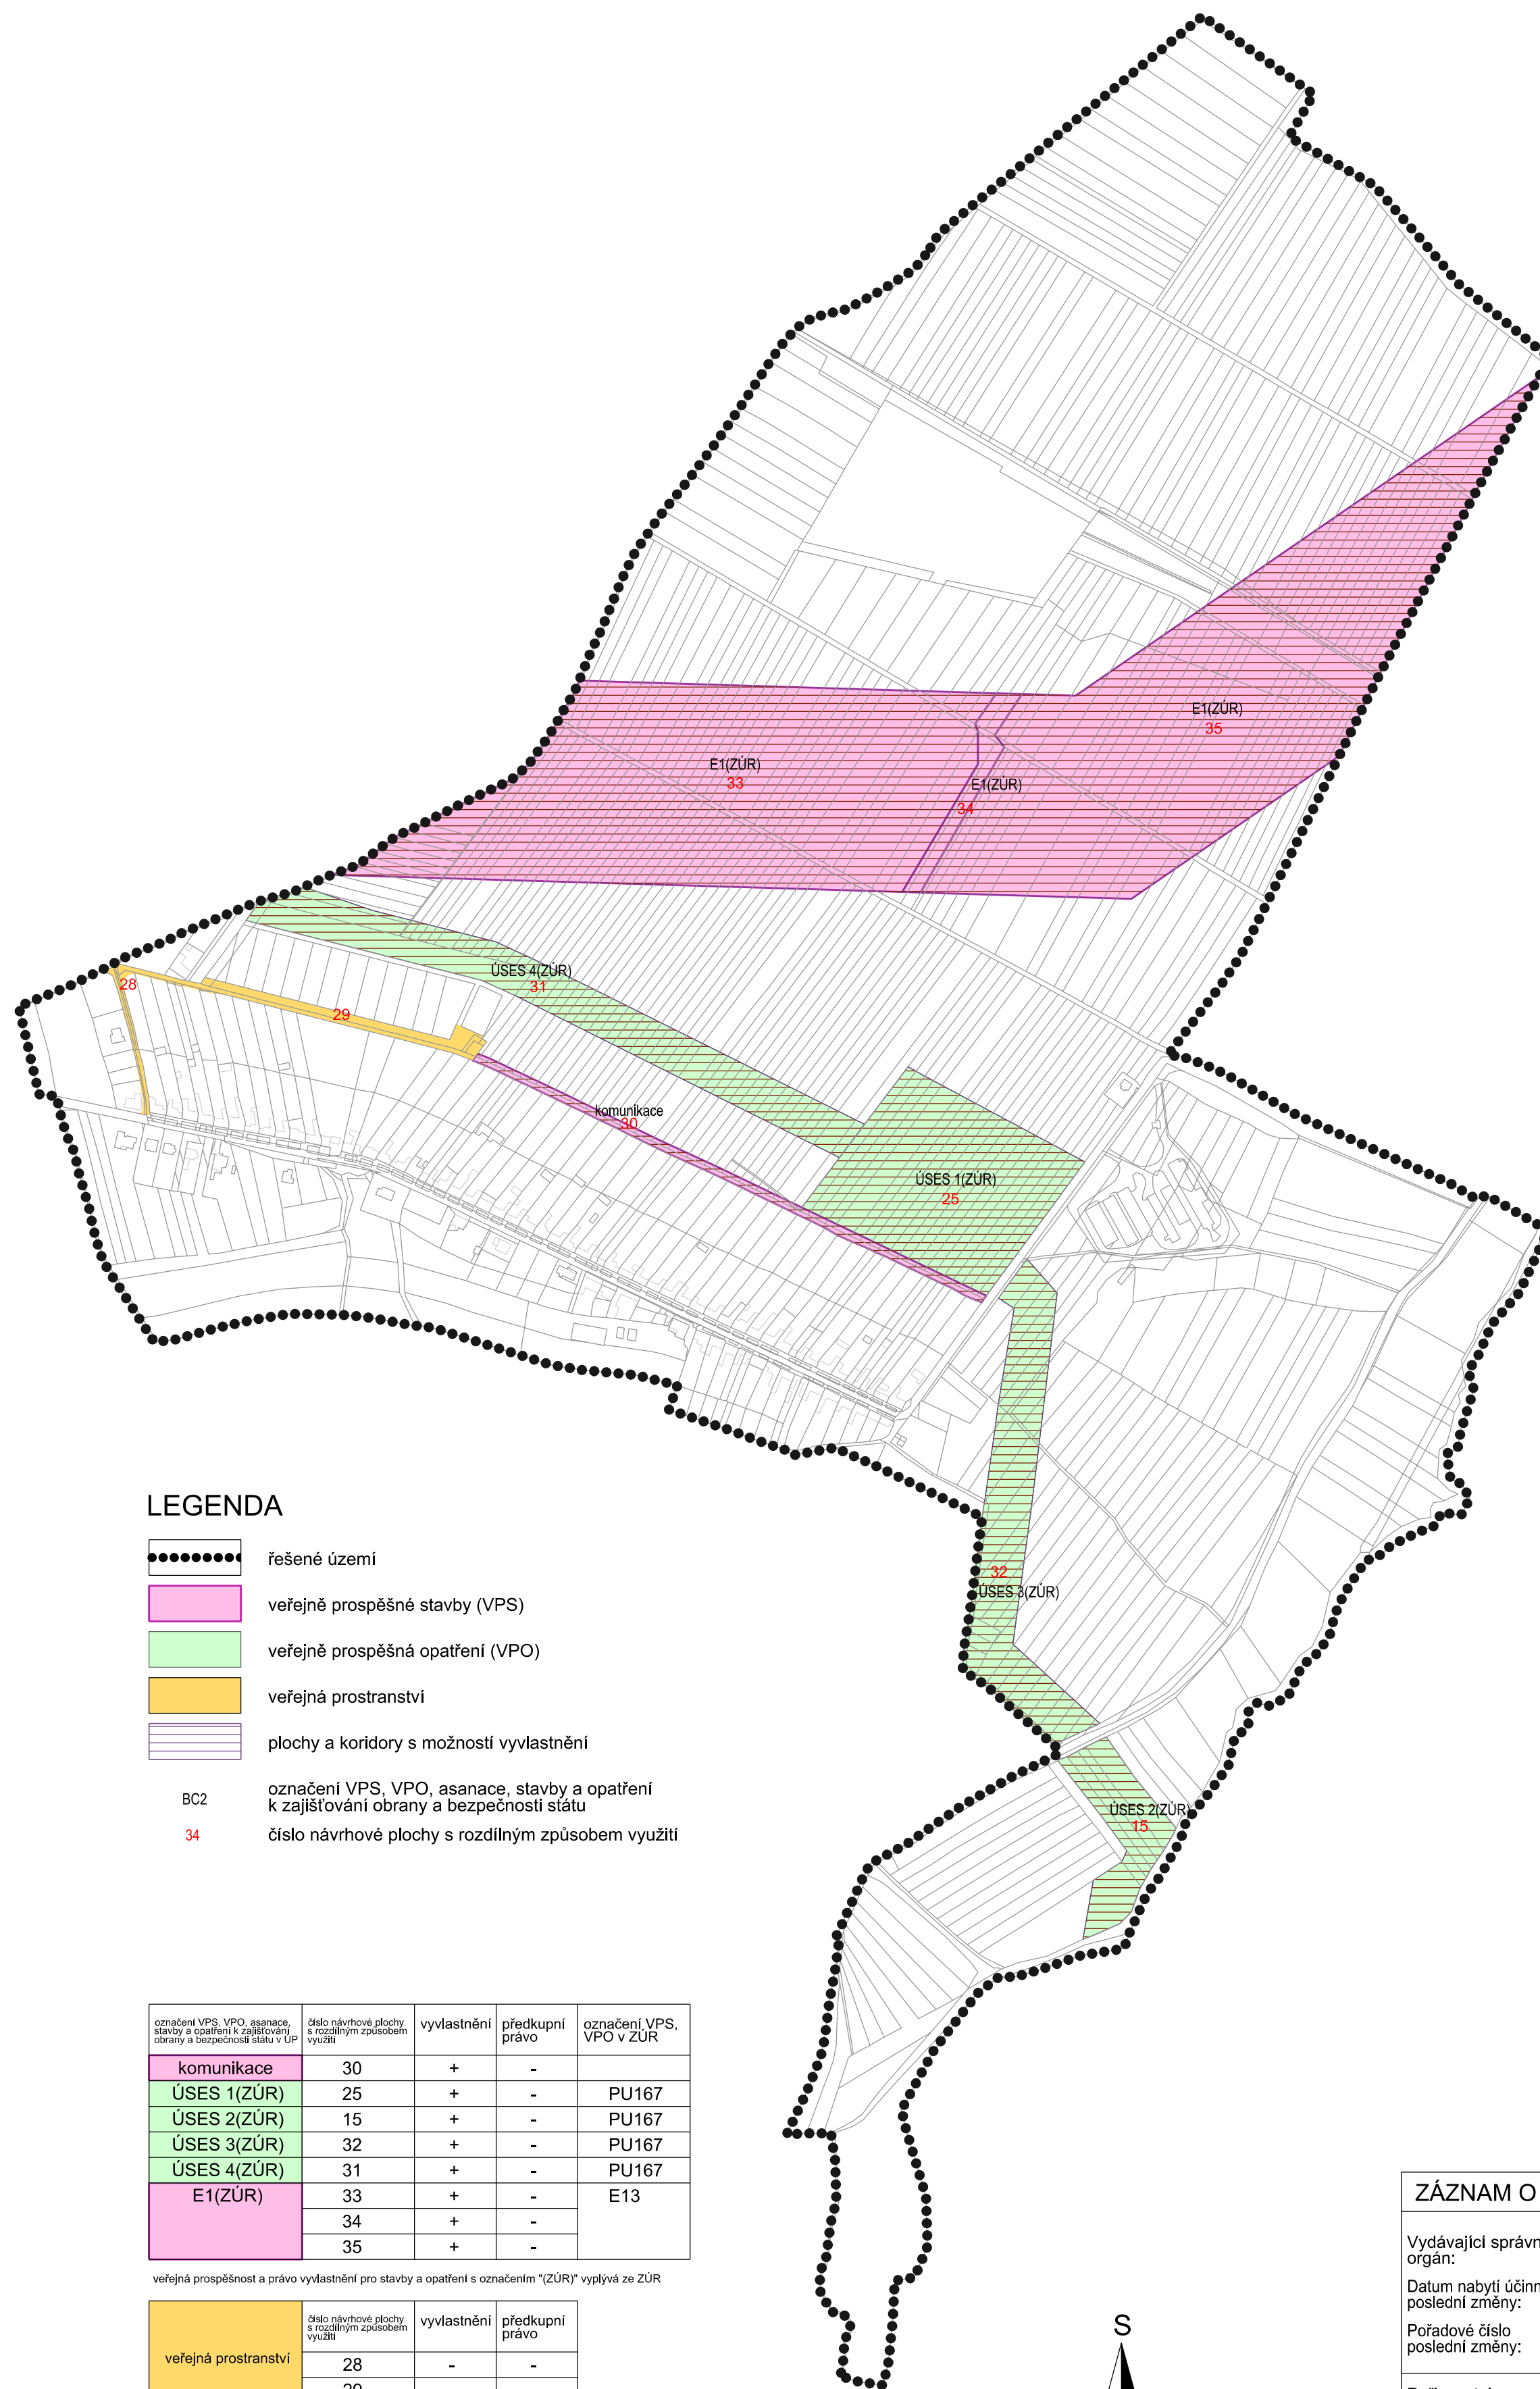 E1(ZÚR)
35
E1(ZÚR)
33
E1(ZÚR)
34
ÚSES 4(ZÚR)
31
28
29
komunikace
30
ÚSES 1(ZÚR)
25
32
ÚSES 3(ZÚR)
ÚSES 2(ZÚR)
15
LEGENDA
řešené území
veřejně prospěšné stavby (VPS)
veřejně prospěšná opatření (VPO)
veřejná prostranství
plochy a koridory s možností vyvlastnění
BC2 označení VPS, VPO, asanace, stavby a opatření
k zajišťování obrany a bezpečnosti státu
34 číslo návrhové plochy s rozdílným způsobem využití
označení VPS, VPO, asanace,
stavby a opatření k zajišťování
obrany a bezpečnosti státu v ÚP
číslo návrhové plochy
s rozdílným způsobem
využití
vyvlastnění
předkupní
právo
označení VPS,
VPO v ZÚR
komunikace 30 + -
ÚSES 1(ZÚR) 25 + - PU167
ÚSES 2(ZÚR) 15 + - PU167
ÚSES 3(ZÚR) 32 + - PU167
ÚSES 4(ZÚR) 31 + - PU167
E1(ZÚR) 33 + - E13
34 + -
35 + -
veřejná prospěšnost a právo vyvlastnění pro stavby a opatření s označením "(ZÚR)" vyplývá ze ZÚR
veřejná prostranství
číslo návrhové plochy
s rozdílným způsobem
využití
vyvlastnění
předkupní
právo
28 - -
S
ZÁZNAM O
Vydávající správn
orgán:
Datum nabytí účinn
poslední změny:
Pořadové číslo
poslední změny: